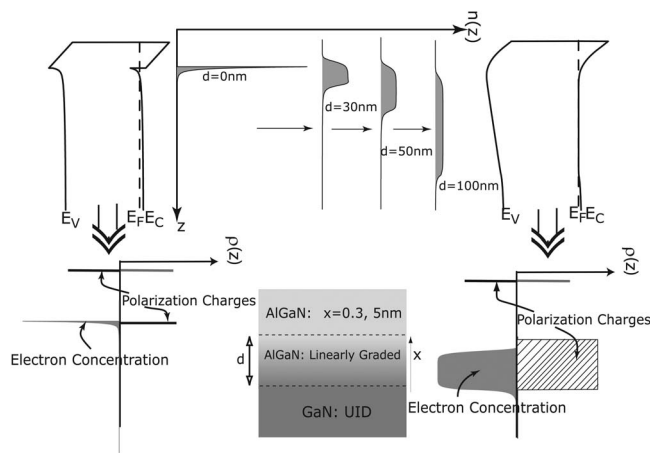 n(z)
d=0nm
d=30nm
d=50nm
d=100nm
E_V
E_F E_C
z
E_V
E_F E_C
ρ(z)
Polarization Charges
Electron Concentration
AlGaN: x=0.3, 5nm
d
AlGaN: Linearly Graded
x
GaN: UID
ρ(z)
Polarization Charges
Electron Concentration